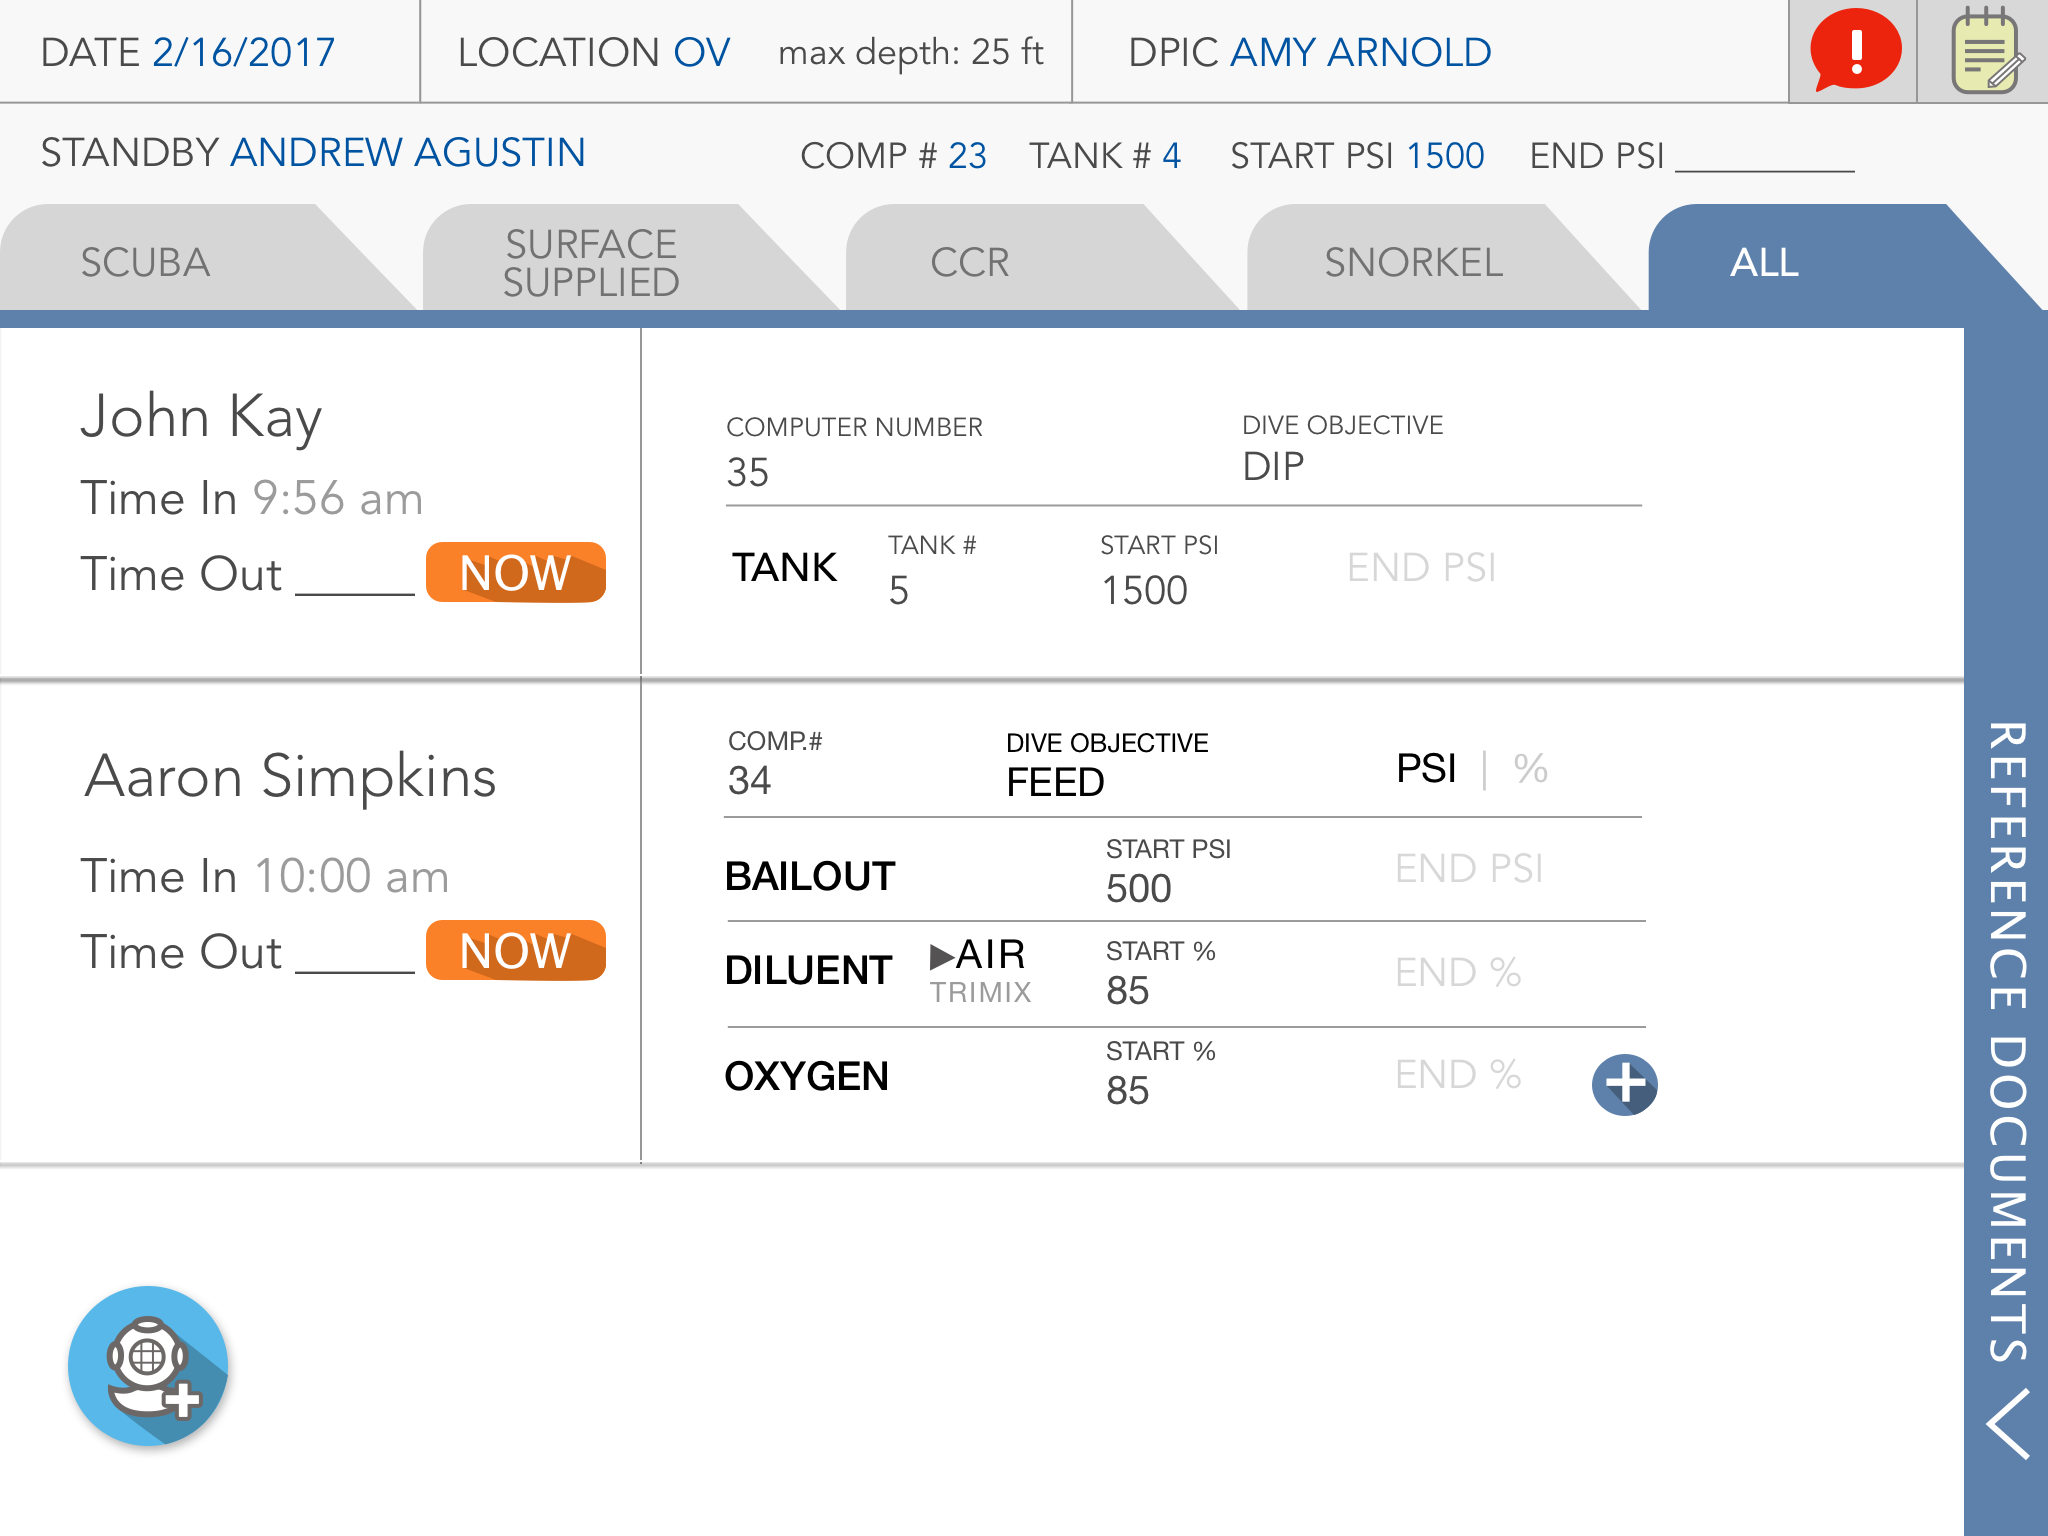 DATE 2/16/2017
LOCATION OV max depth: 25 ft
DPIC AMY ARNOLD
STANDBY ANDREW AGUSTIN
COMP # 23 TANK # 4 START PSI 1500 END PSI
SCUBA
SURFACE
SUPPLIED
CCR
SNORKEL
ALL
John Kay
Time In 9:56 am
Time Out NOW
COMPUTER NUMBER
35
DIVE OBJECTIVE
DIP
TANK
TANK #
5
START PSI
1500
END PSI
Aaron Simpkins
Time In 10:00 am
Time Out NOW
COMP.#
34
DIVE OBJECTIVE
FEED
PSI | %
BAILOUT
START PSI
500
END PSI
DILUENT
▶AIR
TRIMIX
START %
85
END %
OXYGEN
START %
85
END %
REFERENCE DOCUMENTS